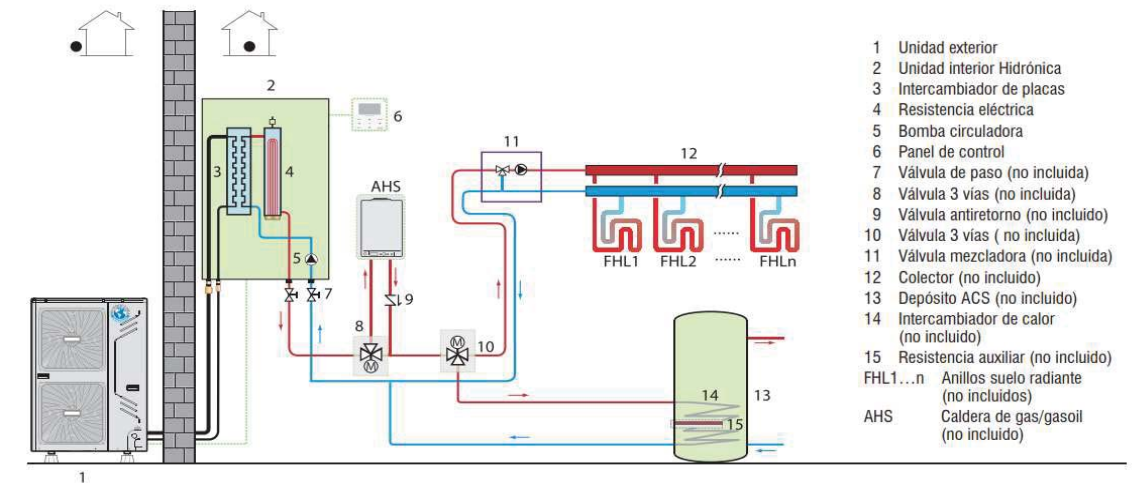 2
6
3
4
5
7
AHS
9
8
M
M
10
11
12
FHL1
FHL2
......
......
FHLn
14
15
13
1
1 Unidad exterior
2 Unidad interior Hidrónica
3 Intercambiador de placas
4 Resistencia eléctrica
5 Bomba circuladora
6 Panel de control
7 Válvula de paso (no incluida)
8 Válvula 3 vías (no incluida)
9 Válvula antiretorno (no incluido)
10 Válvula 3 vías ( no incluida)
11 Válvula mezcladora (no incluida)
12 Colector (no incluido)
13 Depósito ACS (no incluido)
14 Intercambiador de calor
(no incluido)
15 Resistencia auxiliar (no incluido)
FHL1…n Anillos suelo radiante
(no incluidos)
AHS Caldera de gas/gasoil
(no incluido)